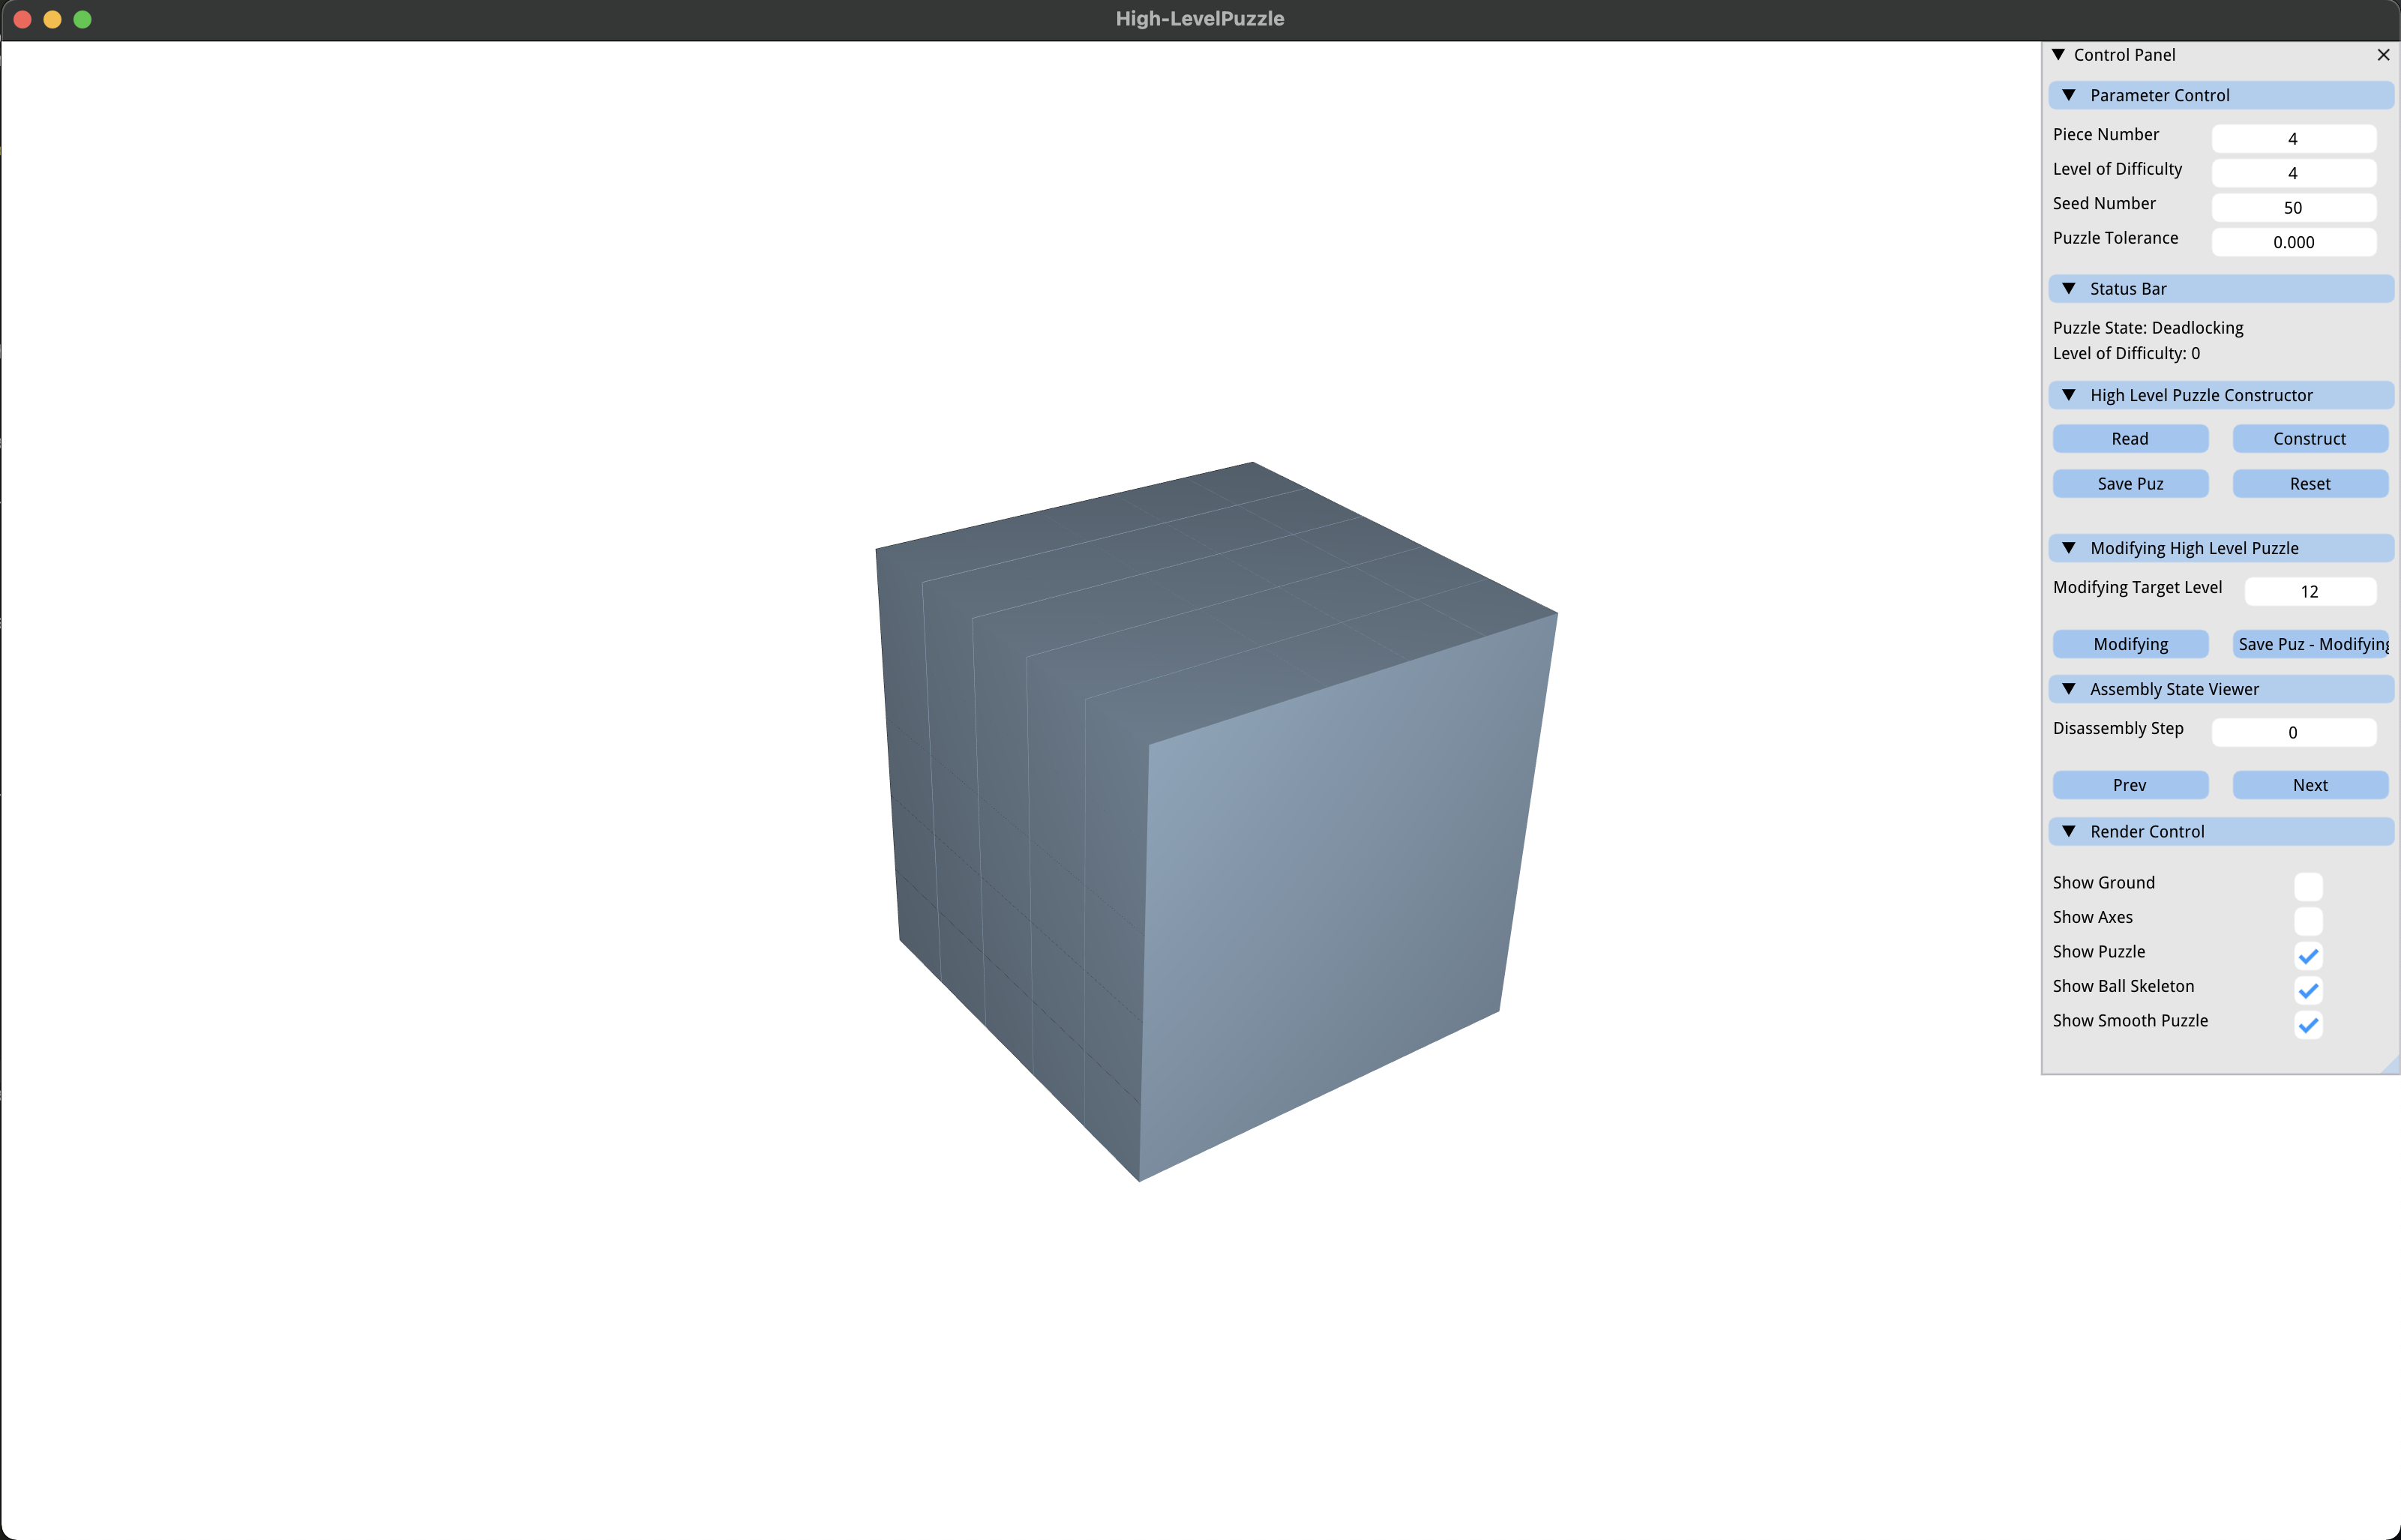 High-LevelPuzzle
Control Panel
Parameter Control
Piece Number 4
Level of Difficulty 4
Seed Number 50
Puzzle Tolerance 0.000
Status Bar
Puzzle State: Deadlocking
Level of Difficulty: 0
High Level Puzzle Constructor
Read Construct
Save Puz Reset
Modifying High Level Puzzle
Modifying Target Level 12
Modifying Save Puz - Modifying
Assembly State Viewer
Disassembly Step 0
Prev Next
Render Control
Show Ground
Show Axes
Show Puzzle
Show Ball Skeleton
Show Smooth Puzzle